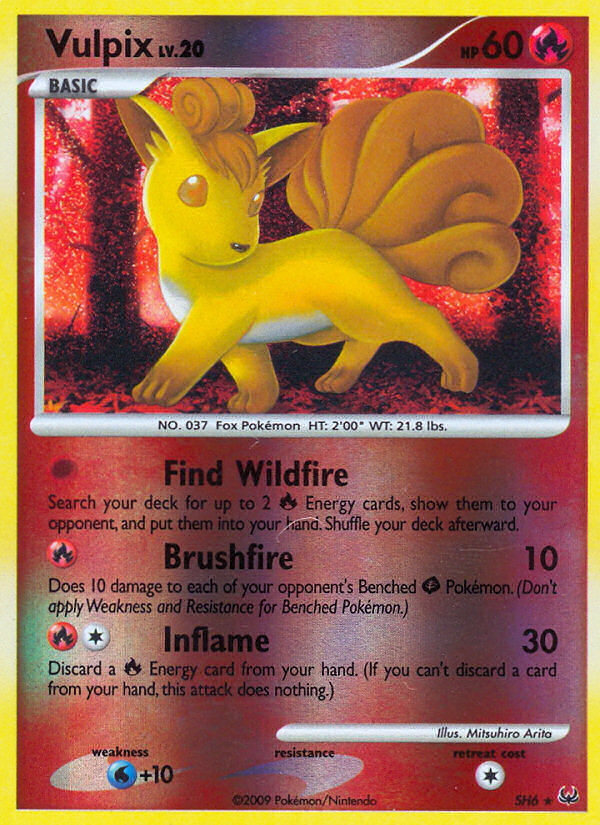 Vulpix LV.20 HP 60
BASIC
NO. 037 Fox Pokémon HT: 2'00" WT: 21.8 lbs.
Find Wildfire
Search your deck for up to 2 Energy cards, show them to your
opponent, and put them into your hand. Shuffle your deck afterward.
Brushfire 10
Does 10 damage to each of your opponent's Benched Pokémon. (Don't
apply Weakness and Resistance for Benched Pokémon.)
Inflame 30
Discard a Energy card from your hand. (If you can't discard a card
from your hand, this attack does nothing.)
Illus. Mitsuhiro Arita
weakness resistance retreat cost
+10
©2009 Pokémon/Nintendo SH6 ★